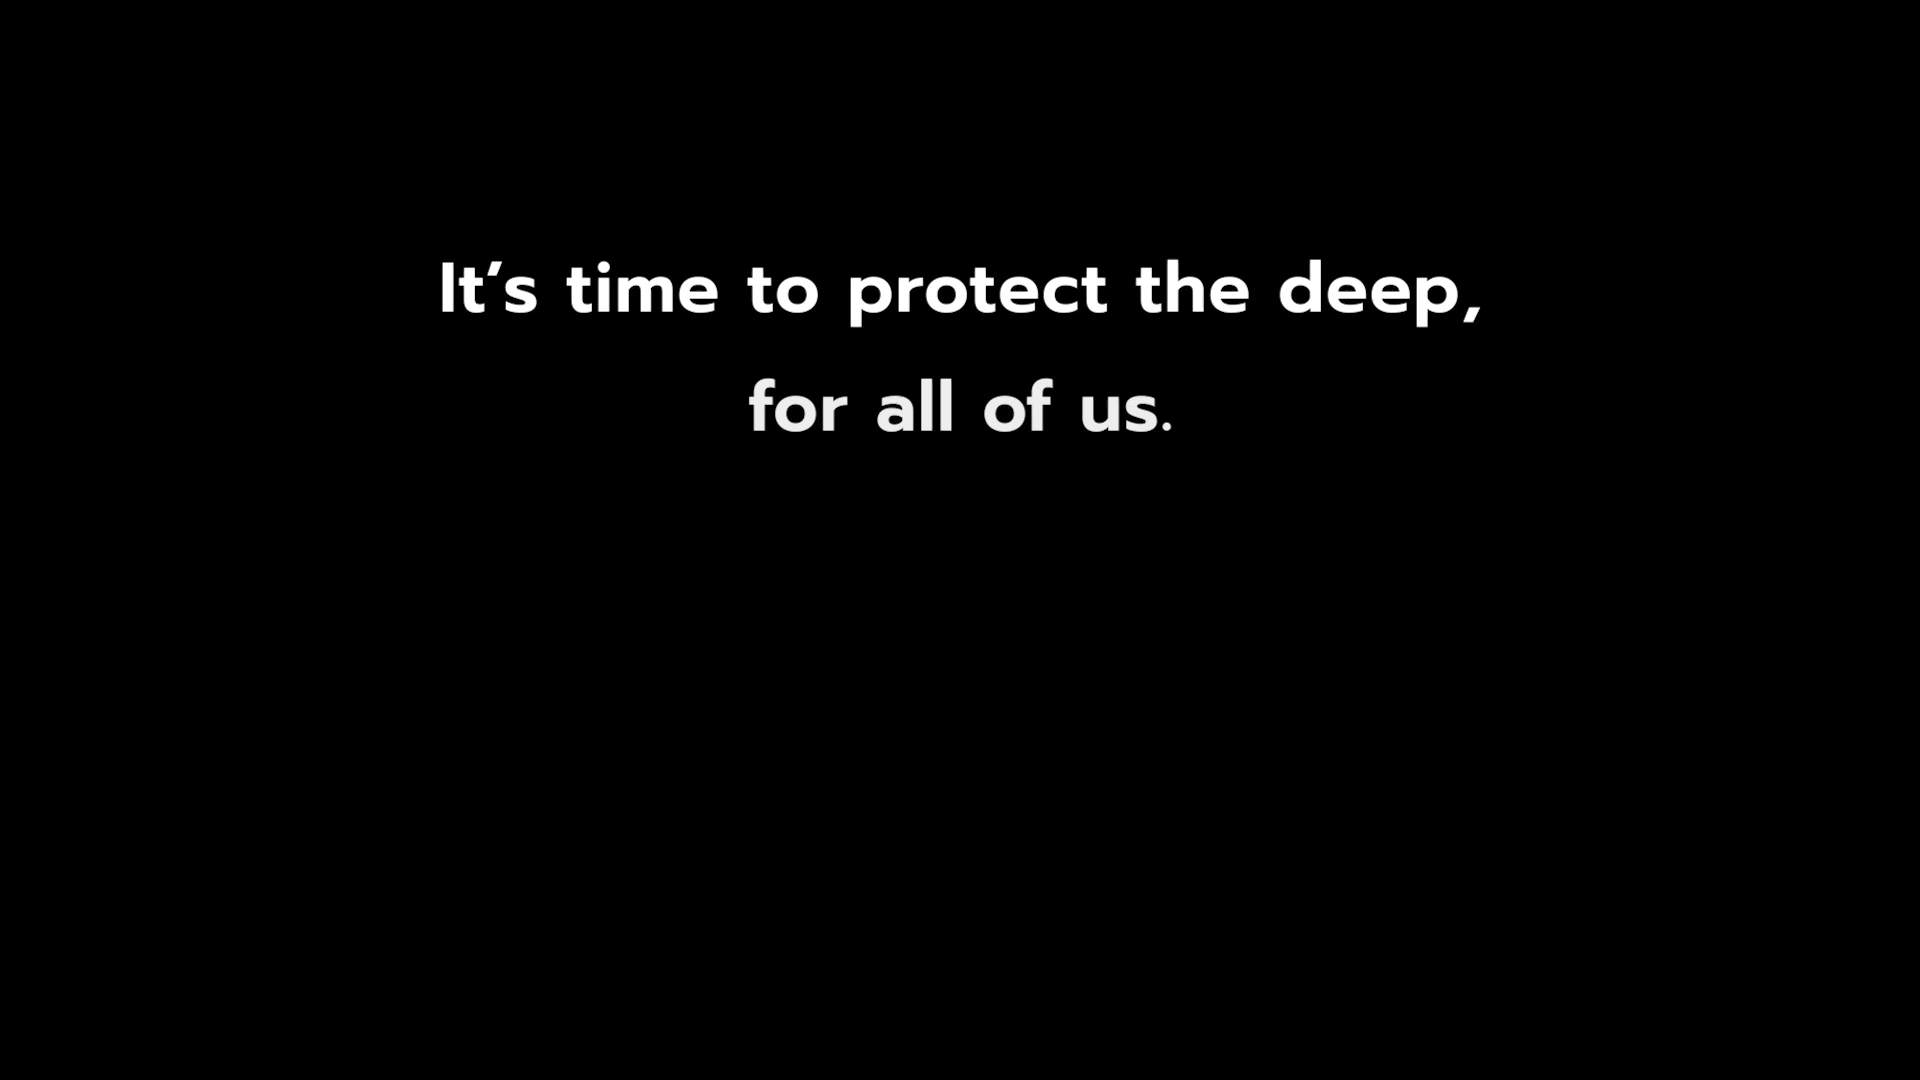 It’s time to protect the deep,
for all of us.